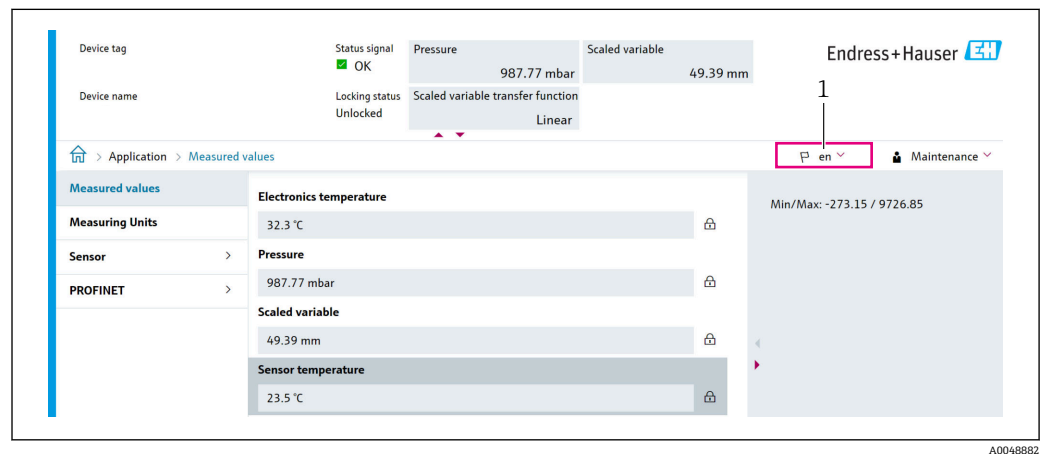 Device tag
Status signal
OK
Pressure
987.77 mbar
Scaled variable
49.39 mm
Endress+Hauser EH
Device name
Locking status
Unlocked
Scaled variable transfer function
Linear
1
> Application > Measured values
en
Maintenance
Measured values
Measuring Units
Sensor >
PROFINET >
Electronics temperature
32.3 °C
Pressure
987.77 mbar
Scaled variable
49.39 mm
Sensor temperature
23.5 °C
Min/Max: -273.15 / 9726.85
A0048882